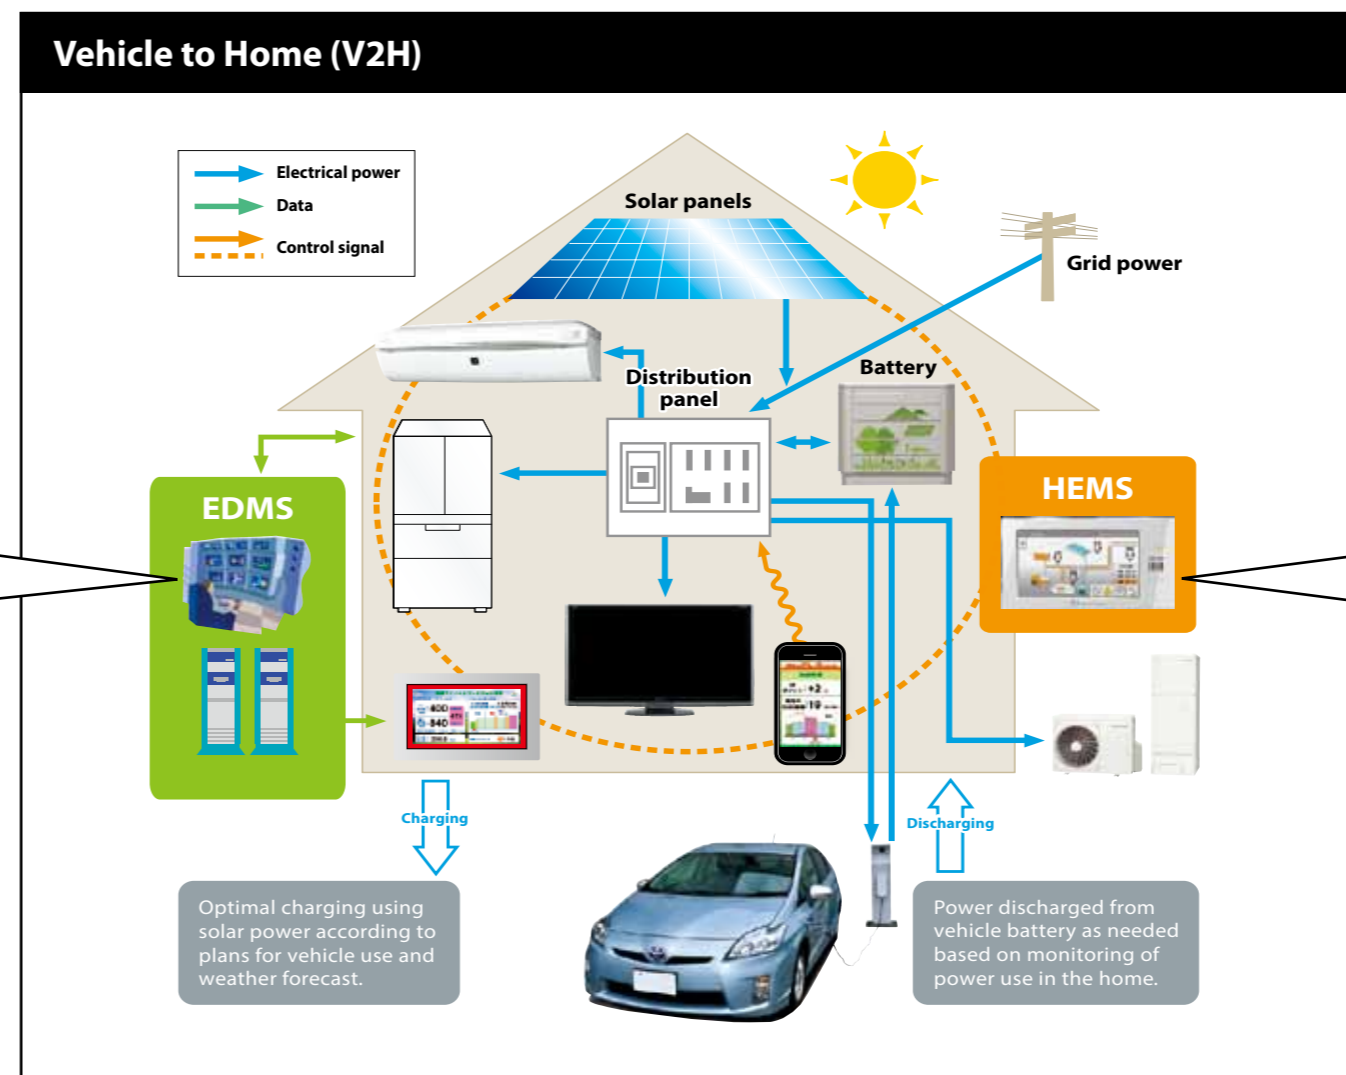 Vehicle to Home (V2H)
Electrical power
Data
Control signal
Solar panels
Grid power
Distribution
panel
Battery
EDMS
HEMS
Charging
Discharging
Optimal charging using
solar power according to
plans for vehicle use and
weather forecast.
Power discharged from
vehicle battery as needed
based on monitoring of
power use in the home.